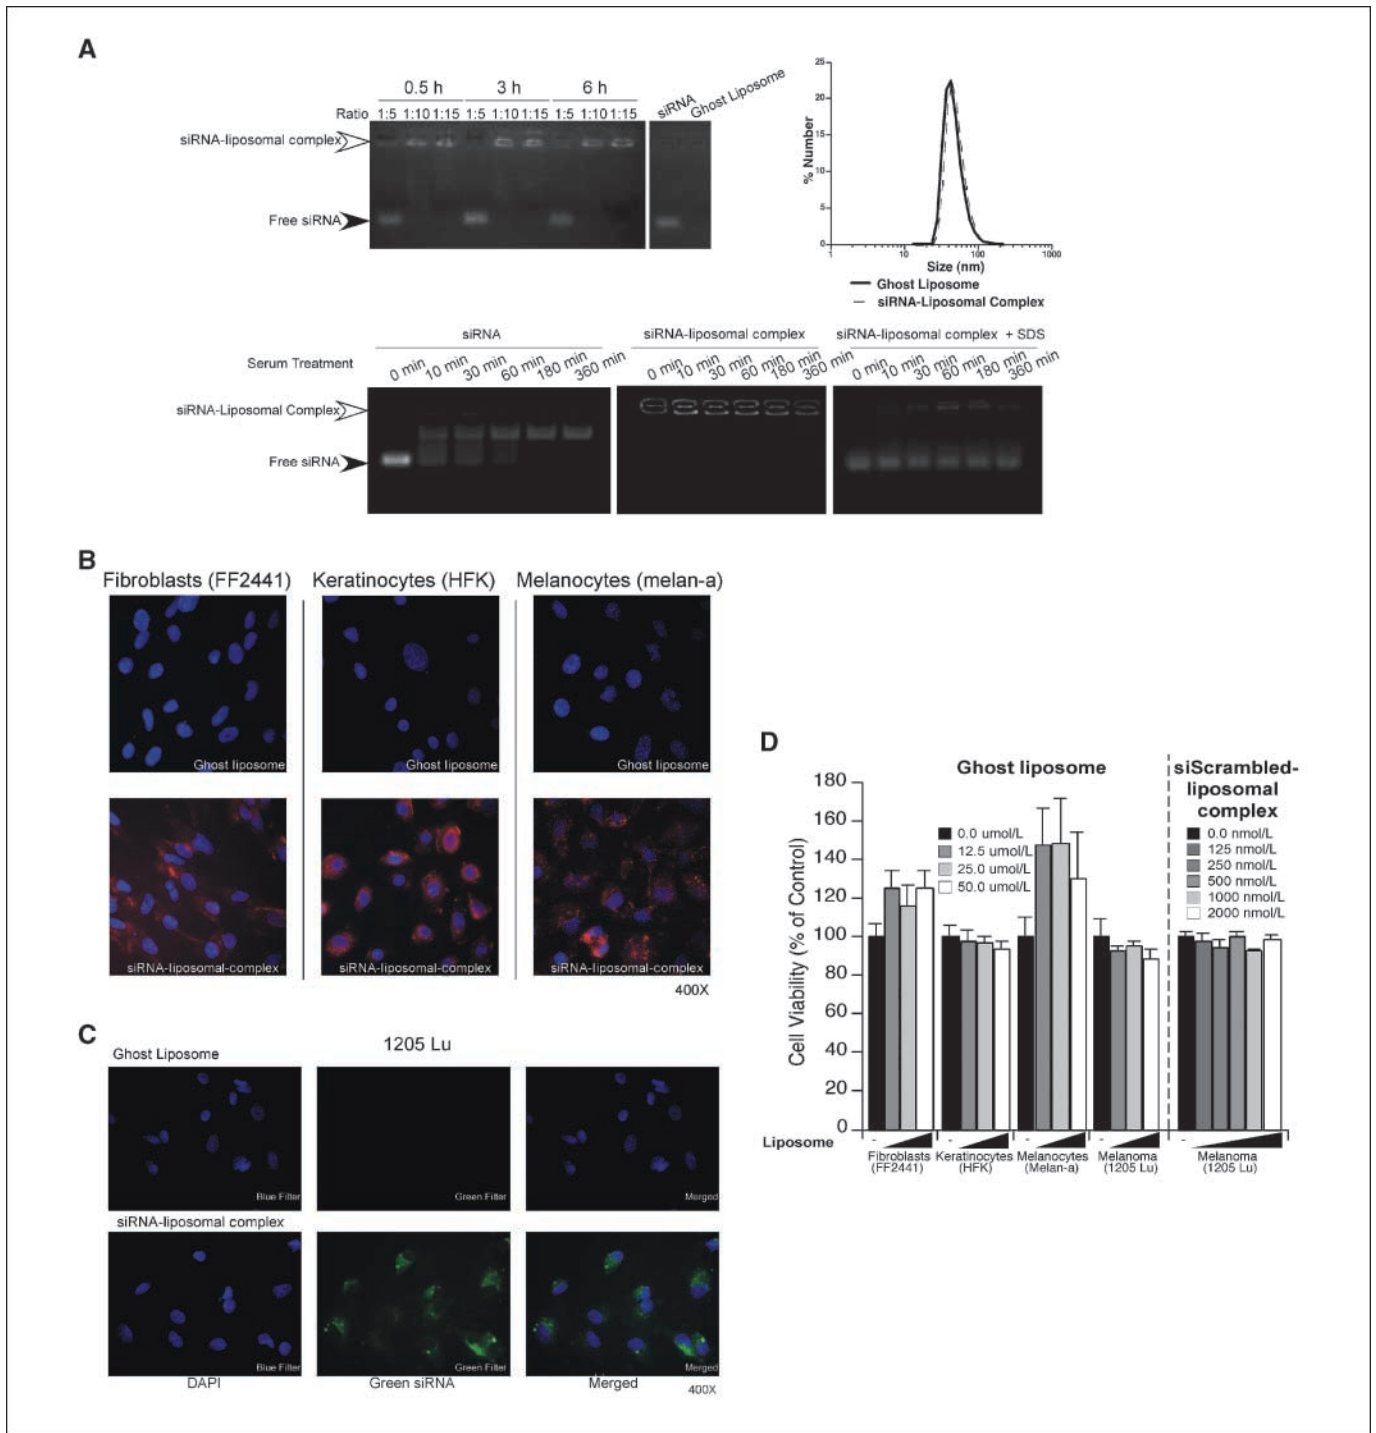 A
0.5 h 3 h 6 h
Ratio 1:5 1:10 1:15 1:5 1:10 1:15 1:5 1:10 1:15
siRNA Ghost Liposome
siRNA-liposomal complex
Free siRNA
% Number
25
20
15
10
5
0
1 10 100 1000
Size (nm)
Ghost Liposome
siRNA-Liposomal Complex
siRNA siRNA-liposomal complex siRNA-liposomal complex + SDS
Serum Treatment
0 min 10 min 30 min 60 min 180 min 360 min
0 min 10 min 30 min 60 min 180 min 360 min
0 min 10 min 30 min 60 min 180 min 360 min
siRNA-Liposomal Complex
Free siRNA
B
Fibroblasts (FF2441) Keratinocytes (HFK) Melanocytes (melan-a)
Ghost liposome Ghost liposome Ghost liposome
siRNA-liposomal-complex siRNA-liposomal-complex siRNA-liposomal-complex
400X
C
1205 Lu
Ghost Liposome
Blue Filter Green Filter Merged
siRNA-liposomal complex
Blue Filter Green Filter Merged
DAPI Green siRNA Merged
400X
D
Ghost liposome
siScrambled-
liposomal
complex
Cell Viability (% of Control)
180
160
140
120
100
80
60
40
20
0
0.0 umol/L
12.5 umol/L
25.0 umol/L
50.0 umol/L
0.0 nmol/L
125 nmol/L
250 nmol/L
500 nmol/L
1000 nmol/L
2000 nmol/L
Liposome - - - - -
Fibroblasts Keratinocytes Melanocytes Melanoma Melanoma
(FF2441) (HFK) (Melan-a) (1205 Lu) (1205 Lu)